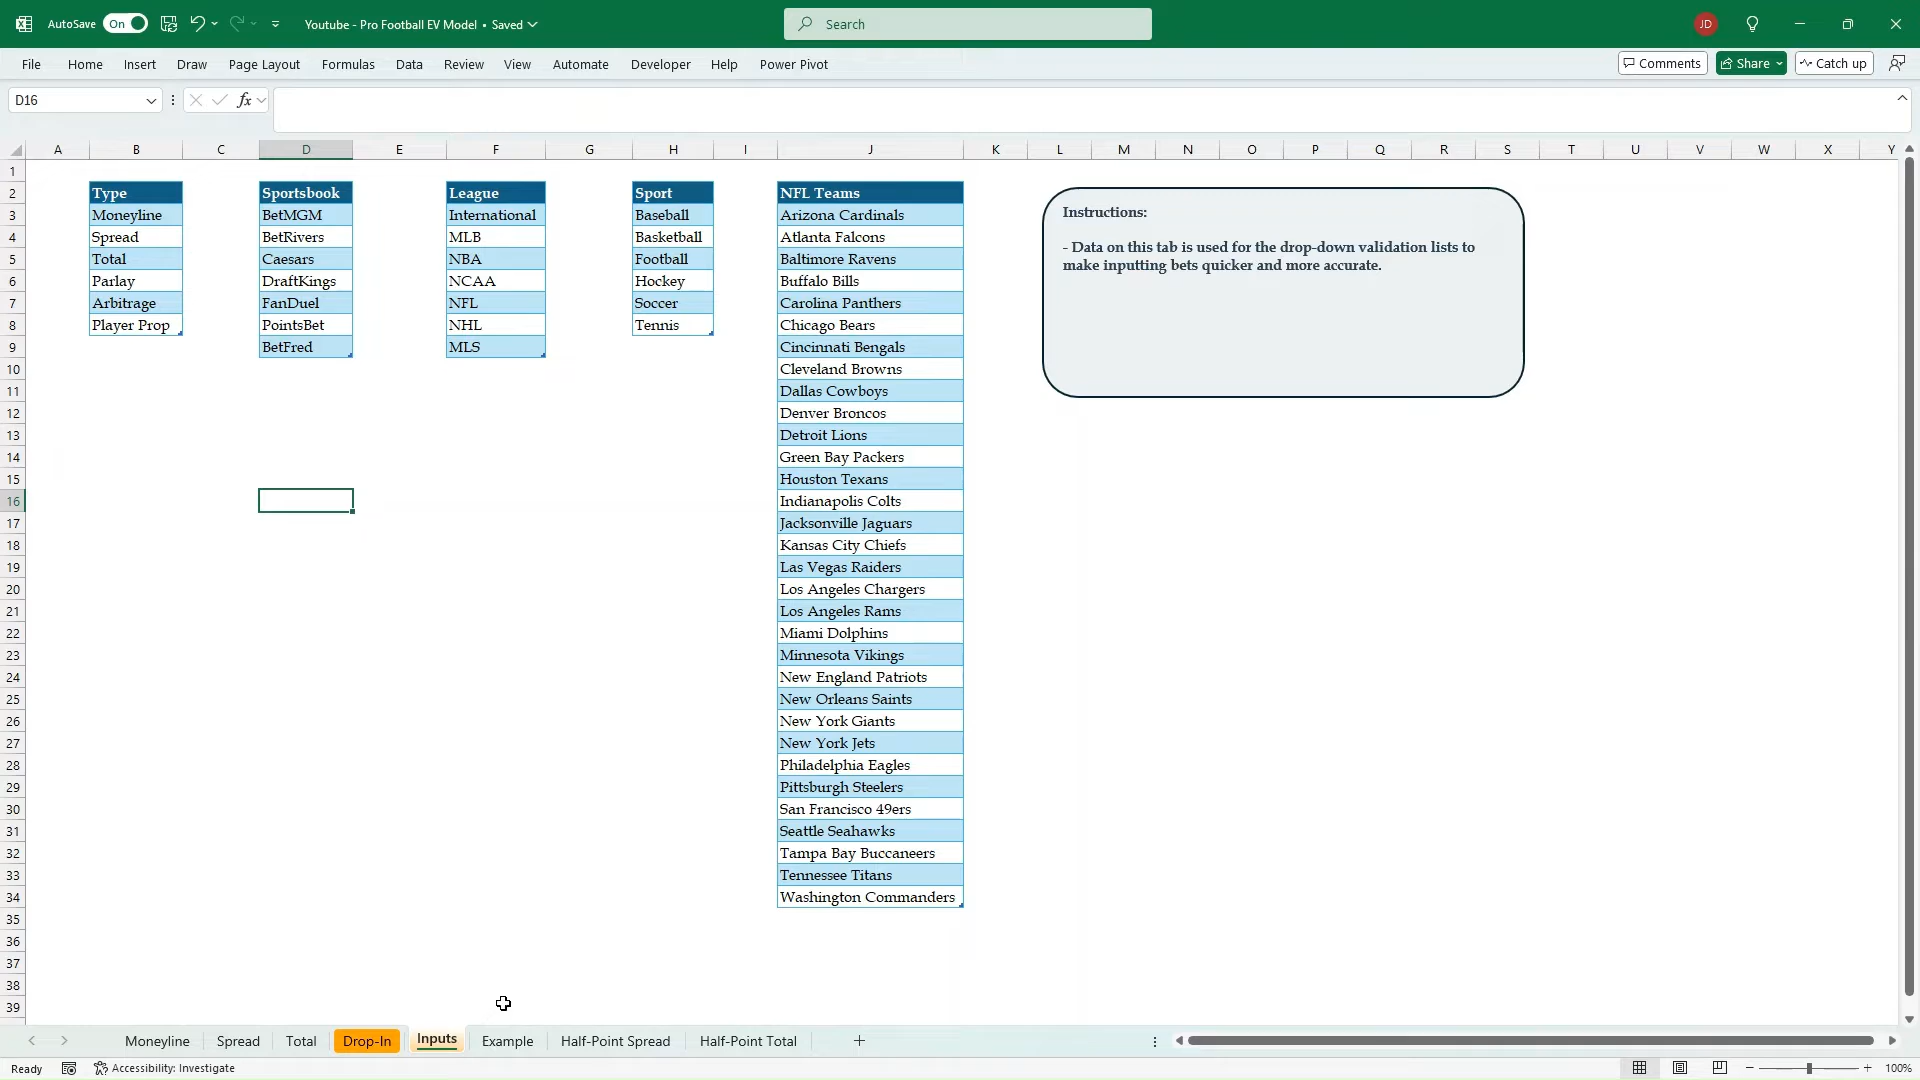 AutoSave On Youtube - Pro Football EV Model • Saved Search JD
File Home Insert Draw Page Layout Formulas Data Review View Automate Developer Help Power Pivot Comments Share Catch up
D16 fx
A B C D E F G H I J K L M N O P Q R S T U V W X Y
1
2 Type Sportsbook League Sport NFL Teams
3 Moneyline BetMGM International Baseball Arizona Cardinals
4 Spread BetRivers MLB Basketball Atlanta Falcons
5 Total Caesars NBA Football Baltimore Ravens
6 Parlay DraftKings NCAA Hockey Buffalo Bills
7 Arbitrage FanDuel NFL Soccer Carolina Panthers
8 Player Prop PointsBet NHL Tennis Chicago Bears
9 BetFred MLS Cincinnati Bengals
10 Cleveland Browns
11 Dallas Cowboys
12 Denver Broncos
13 Detroit Lions
14 Green Bay Packers
15 Houston Texans
16 Indianapolis Colts
17 Jacksonville Jaguars
18 Kansas City Chiefs
19 Las Vegas Raiders
20 Los Angeles Chargers
21 Los Angeles Rams
22 Miami Dolphins
23 Minnesota Vikings
24 New England Patriots
25 New Orleans Saints
26 New York Giants
27 New York Jets
28 Philadelphia Eagles
29 Pittsburgh Steelers
30 San Francisco 49ers
31 Seattle Seahawks
32 Tampa Bay Buccaneers
33 Tennessee Titans
34 Washington Commanders
35
36
37
38
39
Instructions:
- Data on this tab is used for the drop-down validation lists to
make inputting bets quicker and more accurate.
Moneyline Spread Total Drop-In Inputs Example Half-Point Spread Half-Point Total
Ready Accessibility: Investigate 100%